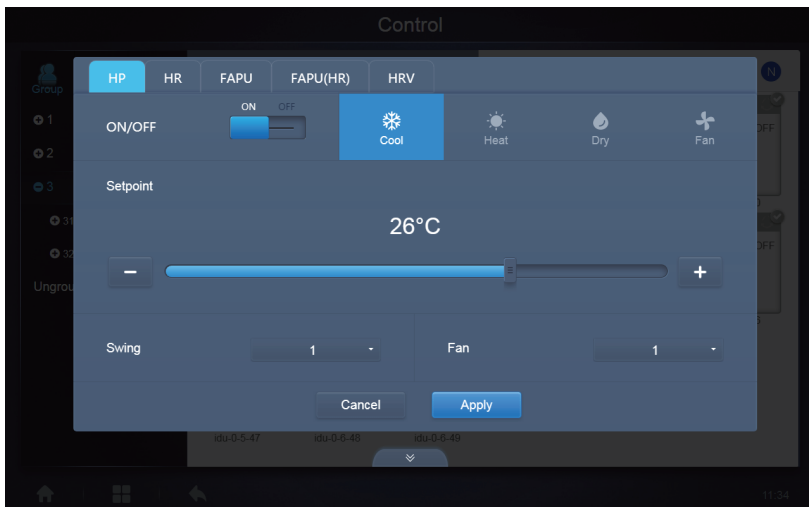 Control
Group
N
HP HR FAPU FAPU(HR) HRV
1
ON/OFF
ON OFF
Cool
Heat
Dry
Fan
2
3
Setpoint
31
26°C
32
Ungrou
Swing 1 Fan 1
Cancel Apply
idu-0-5-47 idu-0-6-48 idu-0-6-49
11:34